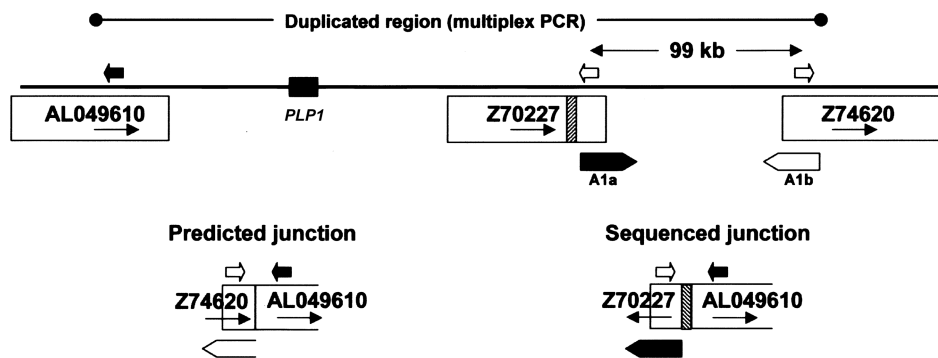 Duplicated region (multiplex PCR)
99 kb
AL049610
PLP1
Z70227
Z74620
A1a
A1b
Predicted junction
Sequenced junction
Z74620
AL049610
Z70227
AL049610